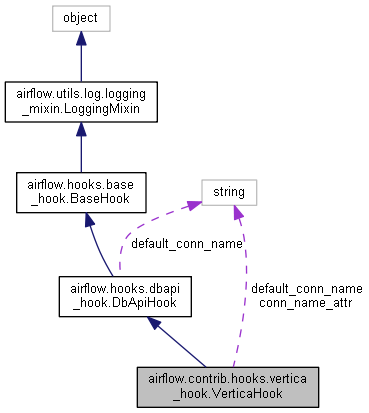 object
airflow.utils.log.logging
_mixin.LoggingMixin
airflow.hooks.base
_hook.BaseHook
string
default_conn_name
airflow.hooks.dbapi
_hook.DbApiHook
default_conn_name
conn_name_attr
airflow.contrib.hooks.vertica
_hook.VerticaHook